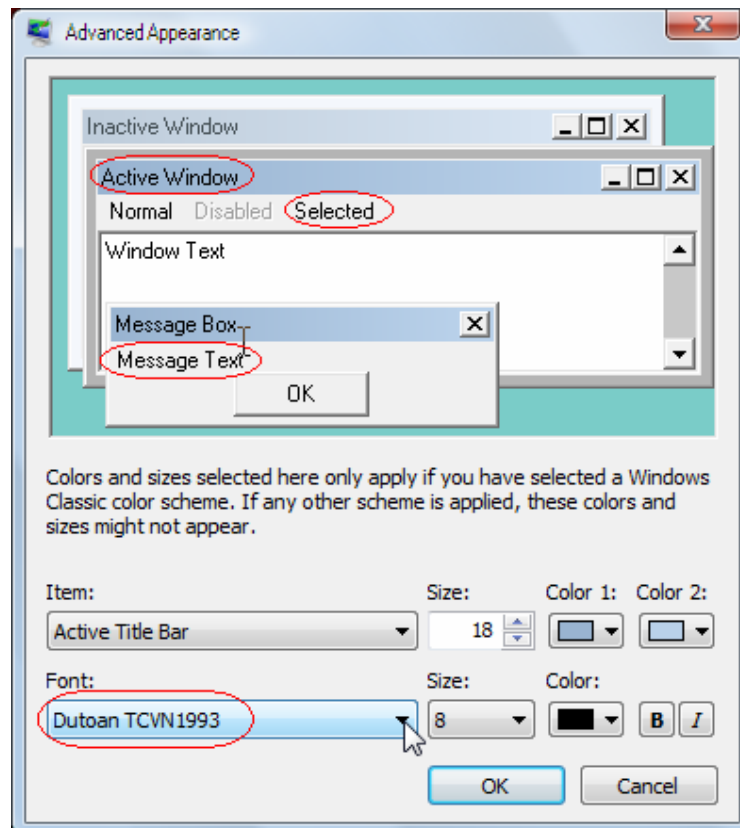 Advanced Appearance
Inactive Window
Active Window
Normal Disabled Selected
Window Text
Message Box
Message Text
OK
Colors and sizes selected here only apply if you have selected a Windows
Classic color scheme. If any other scheme is applied, these colors and
sizes might not appear.
Item: Size: Color 1: Color 2:
Active Title Bar 18
Font: Size: Color:
Dutoan TCVN1993 8 B I
OK Cancel